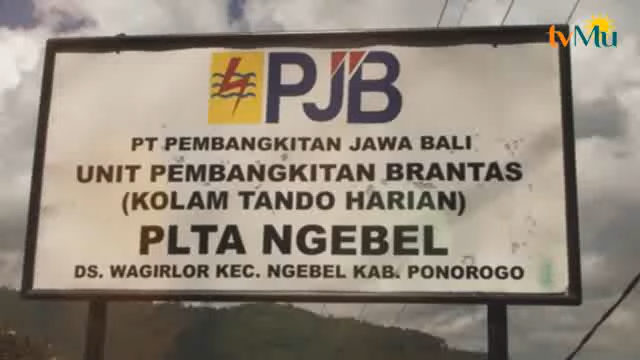 tvMu
PJB
PT PEMBANGKITAN JAWA BALI
UNIT PEMBANGKITAN BRANTAS
(KOLAM TANDO HARIAN)
PLTA NGEBEL
DS. WAGIRLOR KEC. NGEBEL KAB. PONOROGO